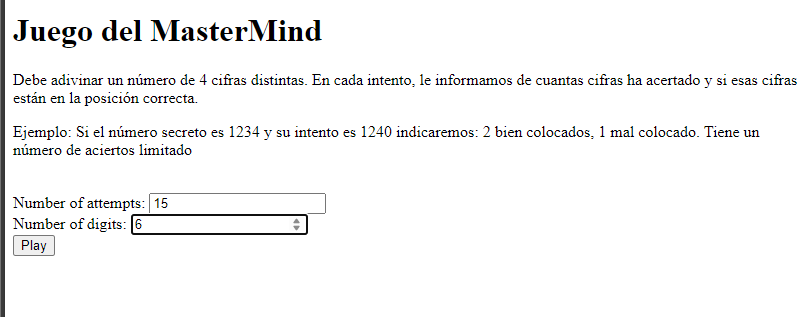 Juego del MasterMind
Debe adivinar un número de 4 cifras distintas. En cada intento, le informamos de cuantas cifras ha acertado y si esas cifras
están en la posición correcta.
Ejemplo: Si el número secreto es 1234 y su intento es 1240 indicaremos: 2 bien colocados, 1 mal colocado. Tiene un
número de aciertos limitado
Number of attempts: 15
Number of digits: 6
Play